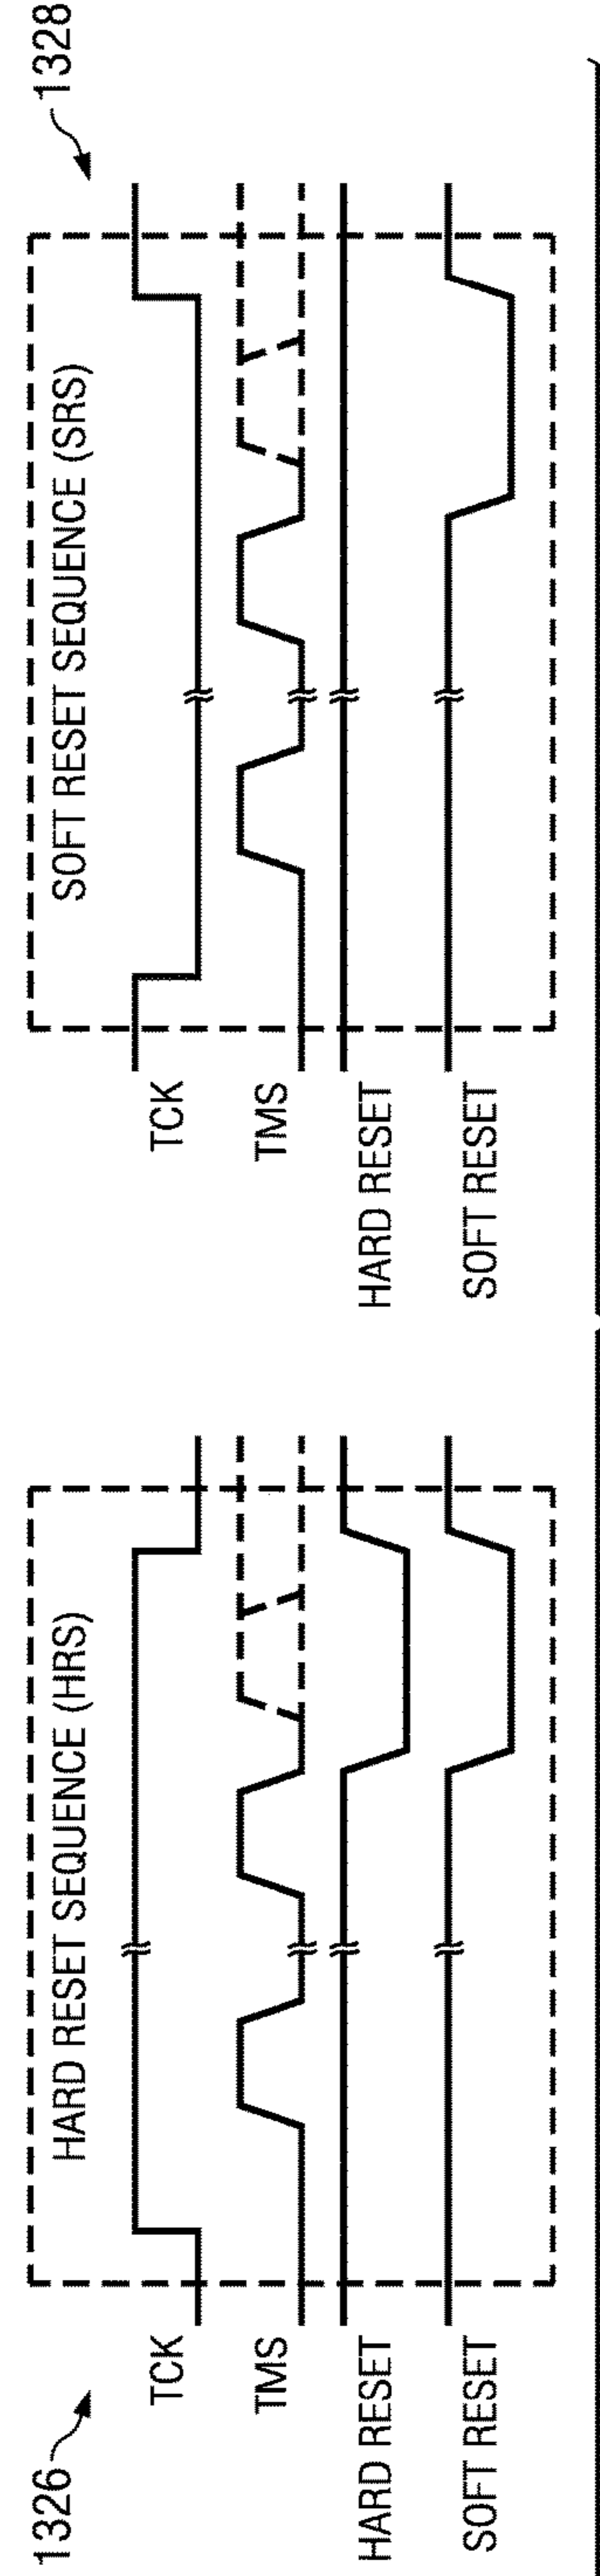 1326
HARD RESET SEQUENCE (HRS)
TCK
TMS
HARD RESET
SOFT RESET
1328
SOFT RESET SEQUENCE (SRS)
TCK
TMS
HARD RESET
SOFT RESET